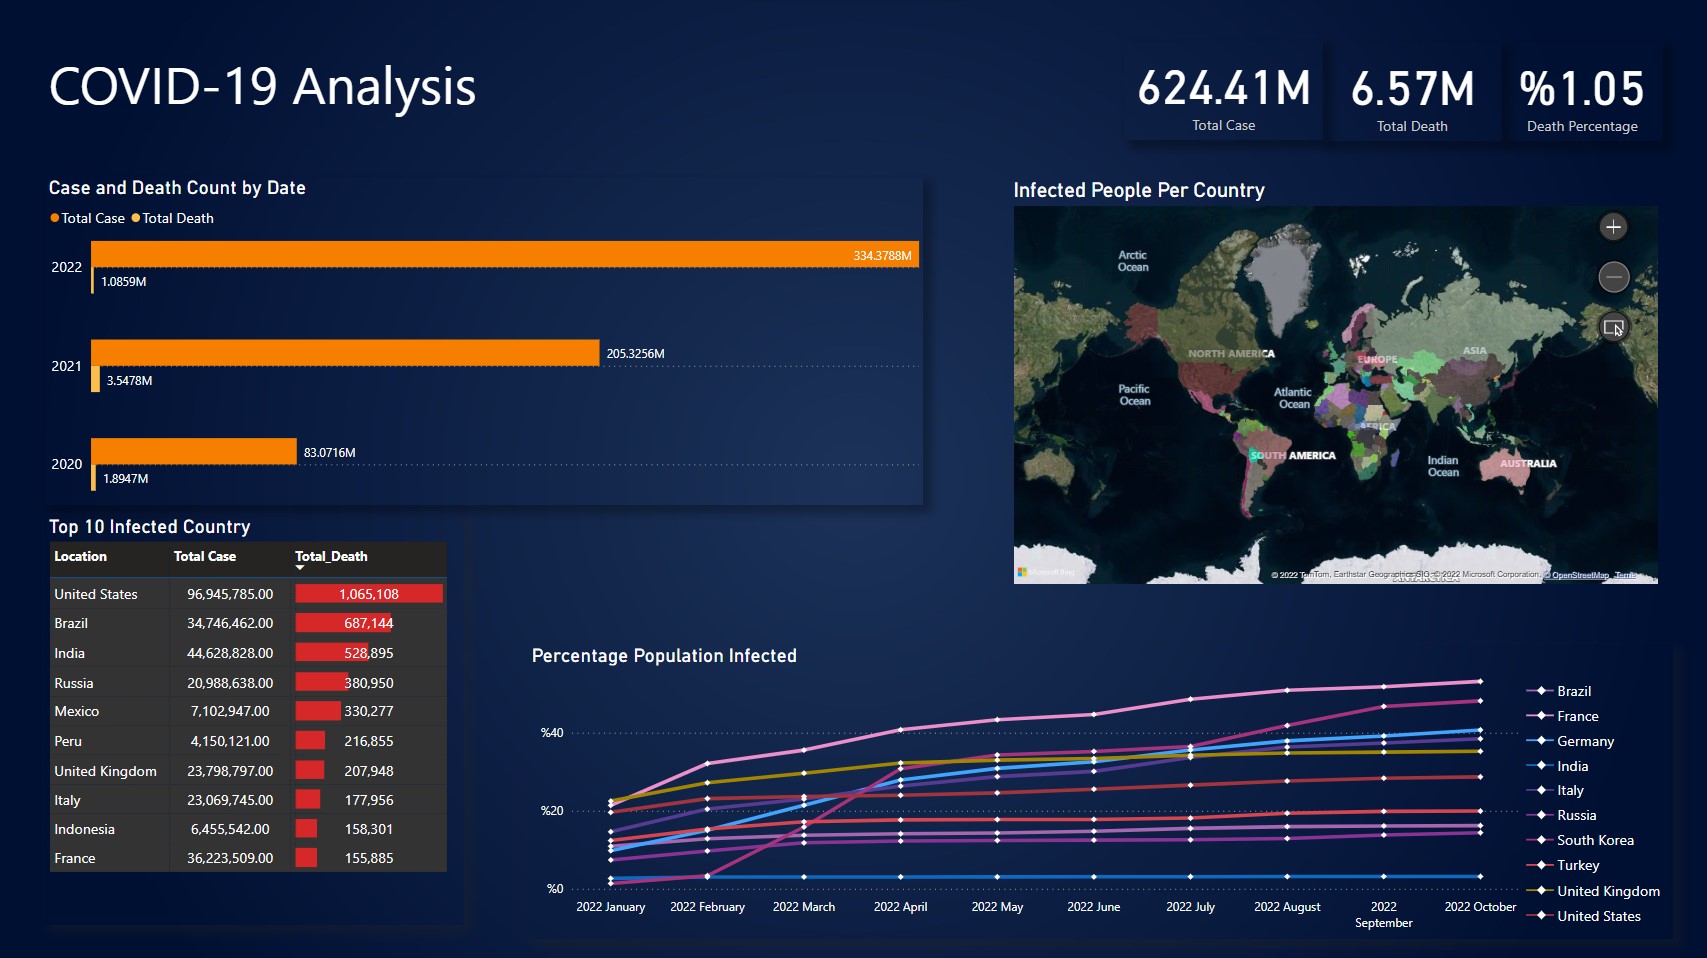 COVID-19 Analysis
624.41M
Total Case
6.57M
Total Death
%1.05
Death Percentage
Case and Death Count by Date
Total Case Total Death
2022
334.3788M
1.0859M
2021
205.3256M
3.5478M
2020
83.0716M
1.8947M
Infected People Per Country
Arctic
Ocean
NORTH AMERICA
EUROPE
ASIA
Pacific
Ocean
Atlantic
Ocean
AFRICA
SOUTH AMERICA
Indian
Ocean
AUSTRALIA
Microsoft Bing
© 2022 TomTom, Earthstar Geographics SIO, © 2022 Microsoft Corporation, © OpenStreetMap Terms
Top 10 Infected Country
Location Total Case Total_Death
United States 96,945,785.00 1,065,108
Brazil 34,746,462.00 687,144
India 44,628,828.00 528,895
Russia 20,988,638.00 380,950
Mexico 7,102,947.00 330,277
Peru 4,150,121.00 216,855
United Kingdom 23,798,797.00 207,948
Italy 23,069,745.00 177,956
Indonesia 6,455,542.00 158,301
France 36,223,509.00 155,885
Percentage Population Infected
%40
%20
%0
2022 January 2022 February 2022 March 2022 April 2022 May 2022 June 2022 July 2022 August 2022 September 2022 October
Brazil
France
Germany
India
Italy
Russia
South Korea
Turkey
United Kingdom
United States